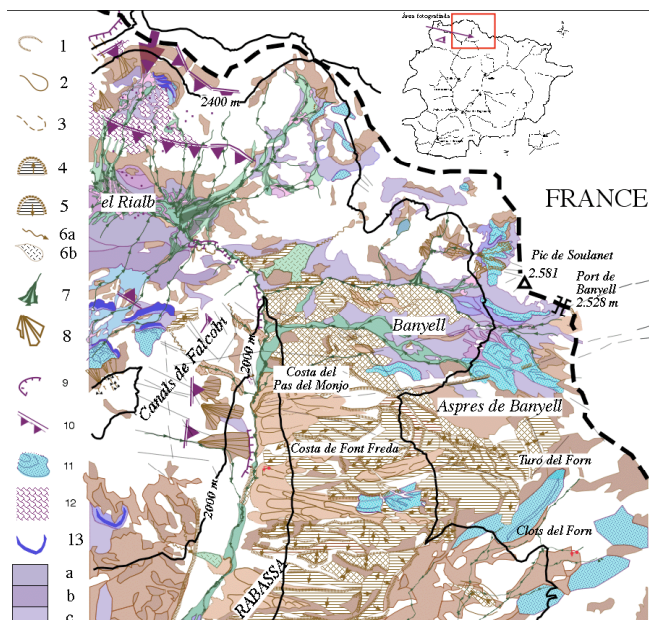 Àrea fotografiada
1
2
3
4
5
6a
6b
7
8
9
10
11
12
13
a
b
c
2400 m
FRANCE
el Rialb
Pic de Soulanet
2.581
Port de
Banyell
2.528 m
Banyell
Canals de Falcobí
2000 m
Costa del
Pas del Monjo
Aspres de Banyell
Costa de Font Freda
Turó del Forn
2000 m
Clots del Forn
RABASSA